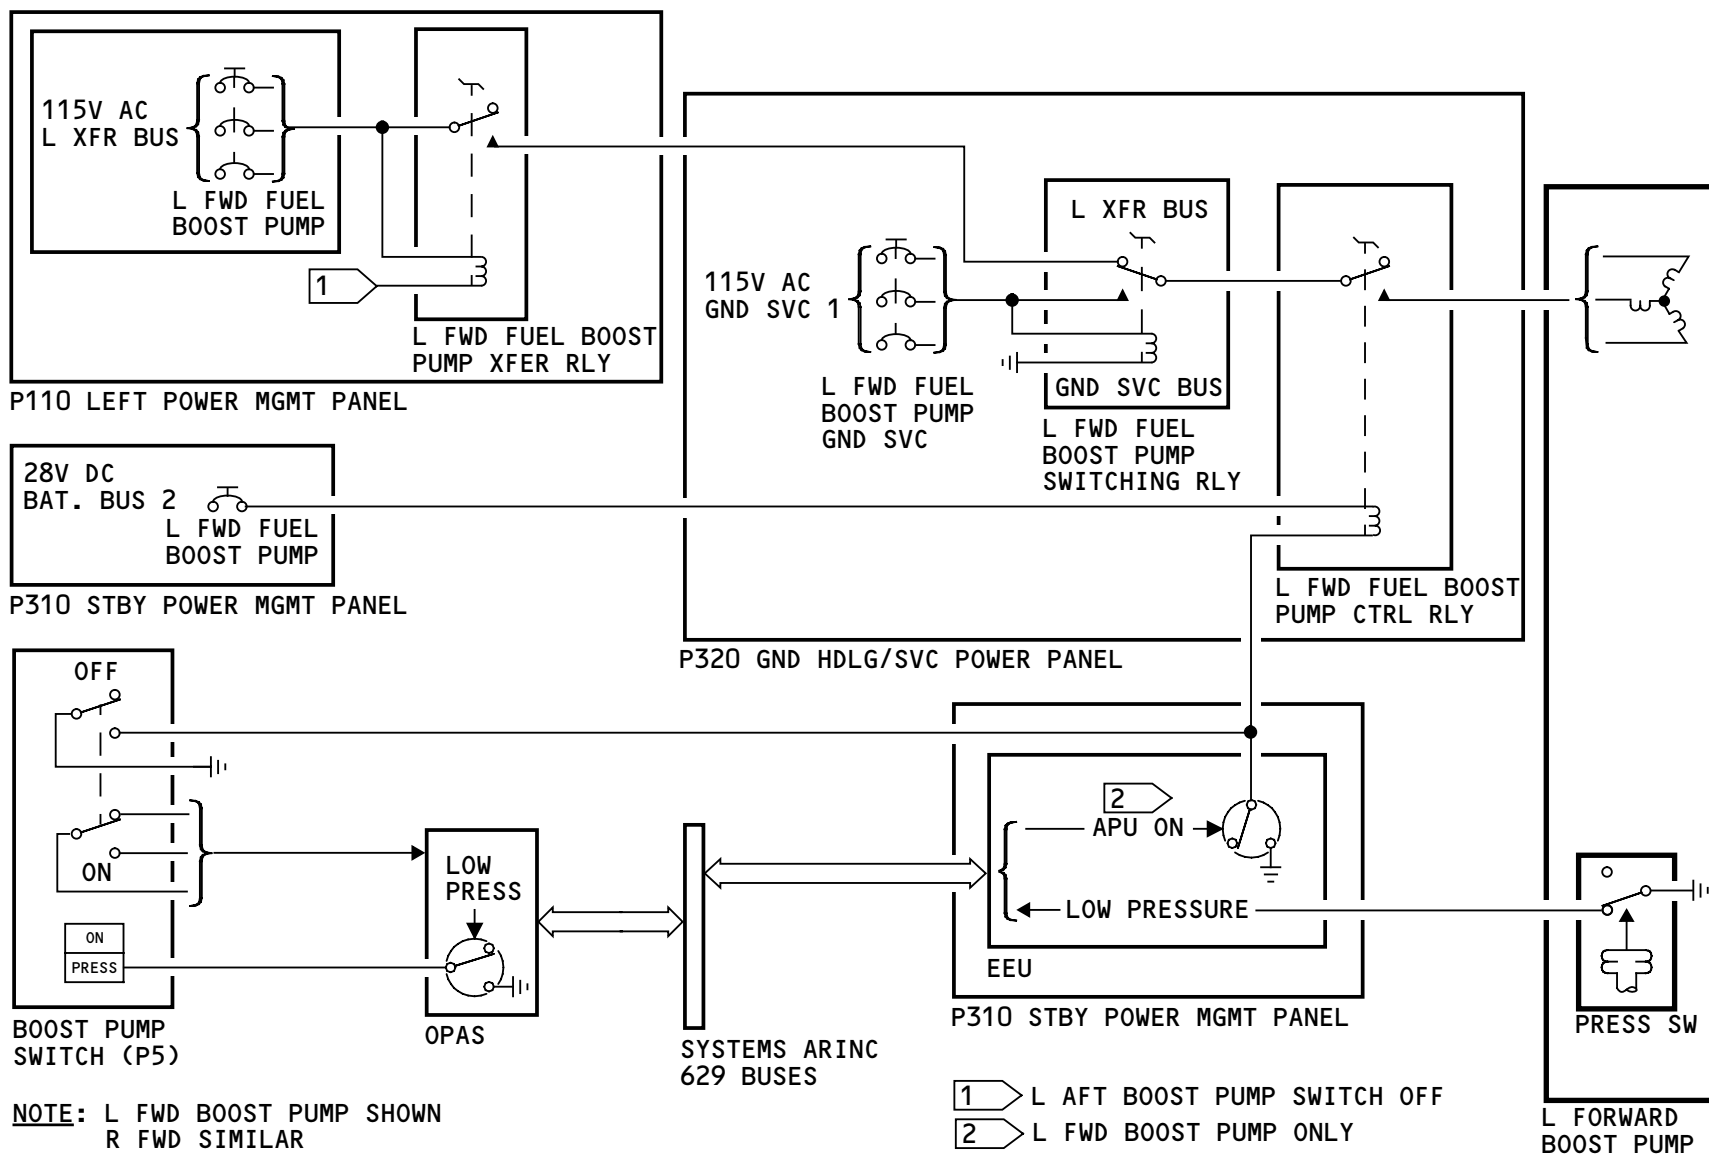 115V AC
L XFR BUS
L FWD FUEL
BOOST PUMP
1
L FWD FUEL BOOST
PUMP XFER RLY
P110 LEFT POWER MGMT PANEL
28V DC
BAT. BUS 2
L FWD FUEL
BOOST PUMP
P310 STBY POWER MGMT PANEL
L XFR BUS
115V AC
GND SVC 1
L FWD FUEL
BOOST PUMP
GND SVC
GND SVC BUS
L FWD FUEL
BOOST PUMP
SWITCHING RLY
L FWD FUEL BOOST
PUMP CTRL RLY
P320 GND HDLG/SVC POWER PANEL
OFF
ON
ON
PRESS
BOOST PUMP
SWITCH (P5)
LOW
PRESS
OPAS
SYSTEMS ARINC
629 BUSES
2
APU ON
LOW PRESSURE
EEU
P310 STBY POWER MGMT PANEL
PRESS SW
L FORWARD
BOOST PUMP
NOTE: L FWD BOOST PUMP SHOWN
R FWD SIMILAR
1 L AFT BOOST PUMP SWITCH OFF
2 L FWD BOOST PUMP ONLY